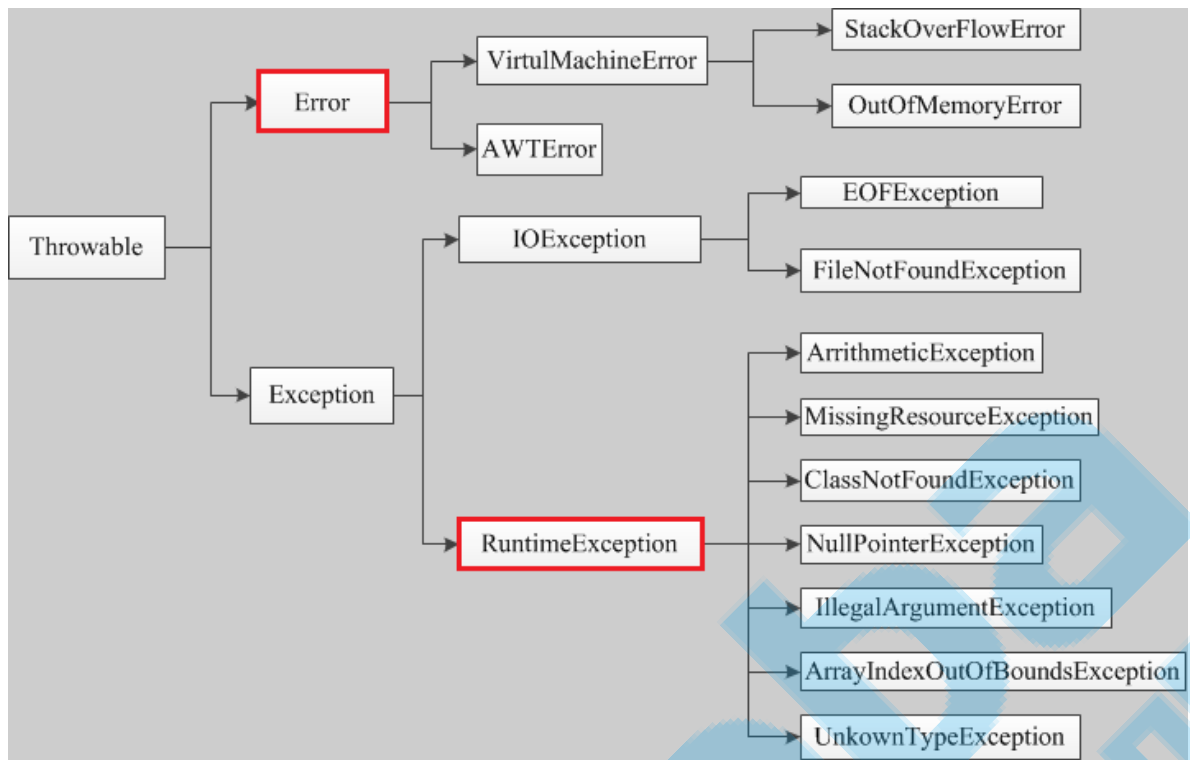 StackOverFlowError
VirtulMachineError
Error
OutOfMemoryError
AWTError
EOFException
IOException
Throwable
FileNotFoundException
ArrithmeticException
Exception
MissingResourceException
ClassNotFoundException
RuntimeException
NullPointerException
IllegalArgumentException
ArrayIndexOutOfBoundsException
UnkownTypeException